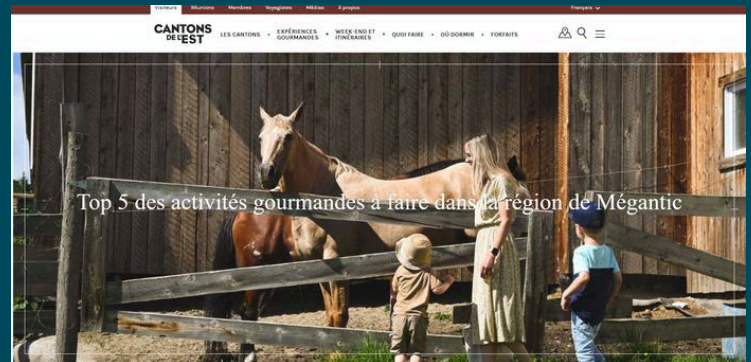 Visiteurs Réunions Membres Voyagistes Médias À propos Français
CANTONS
DE L'EST
LES CANTONS • EXPÉRIENCES GOURMANDES • WEEK-END ET ITINÉRAIRES • QUOI FAIRE • OÙ DORMIR • FORFAITS
Top 5 des activités gourmandes à faire dans la région de Mégantic